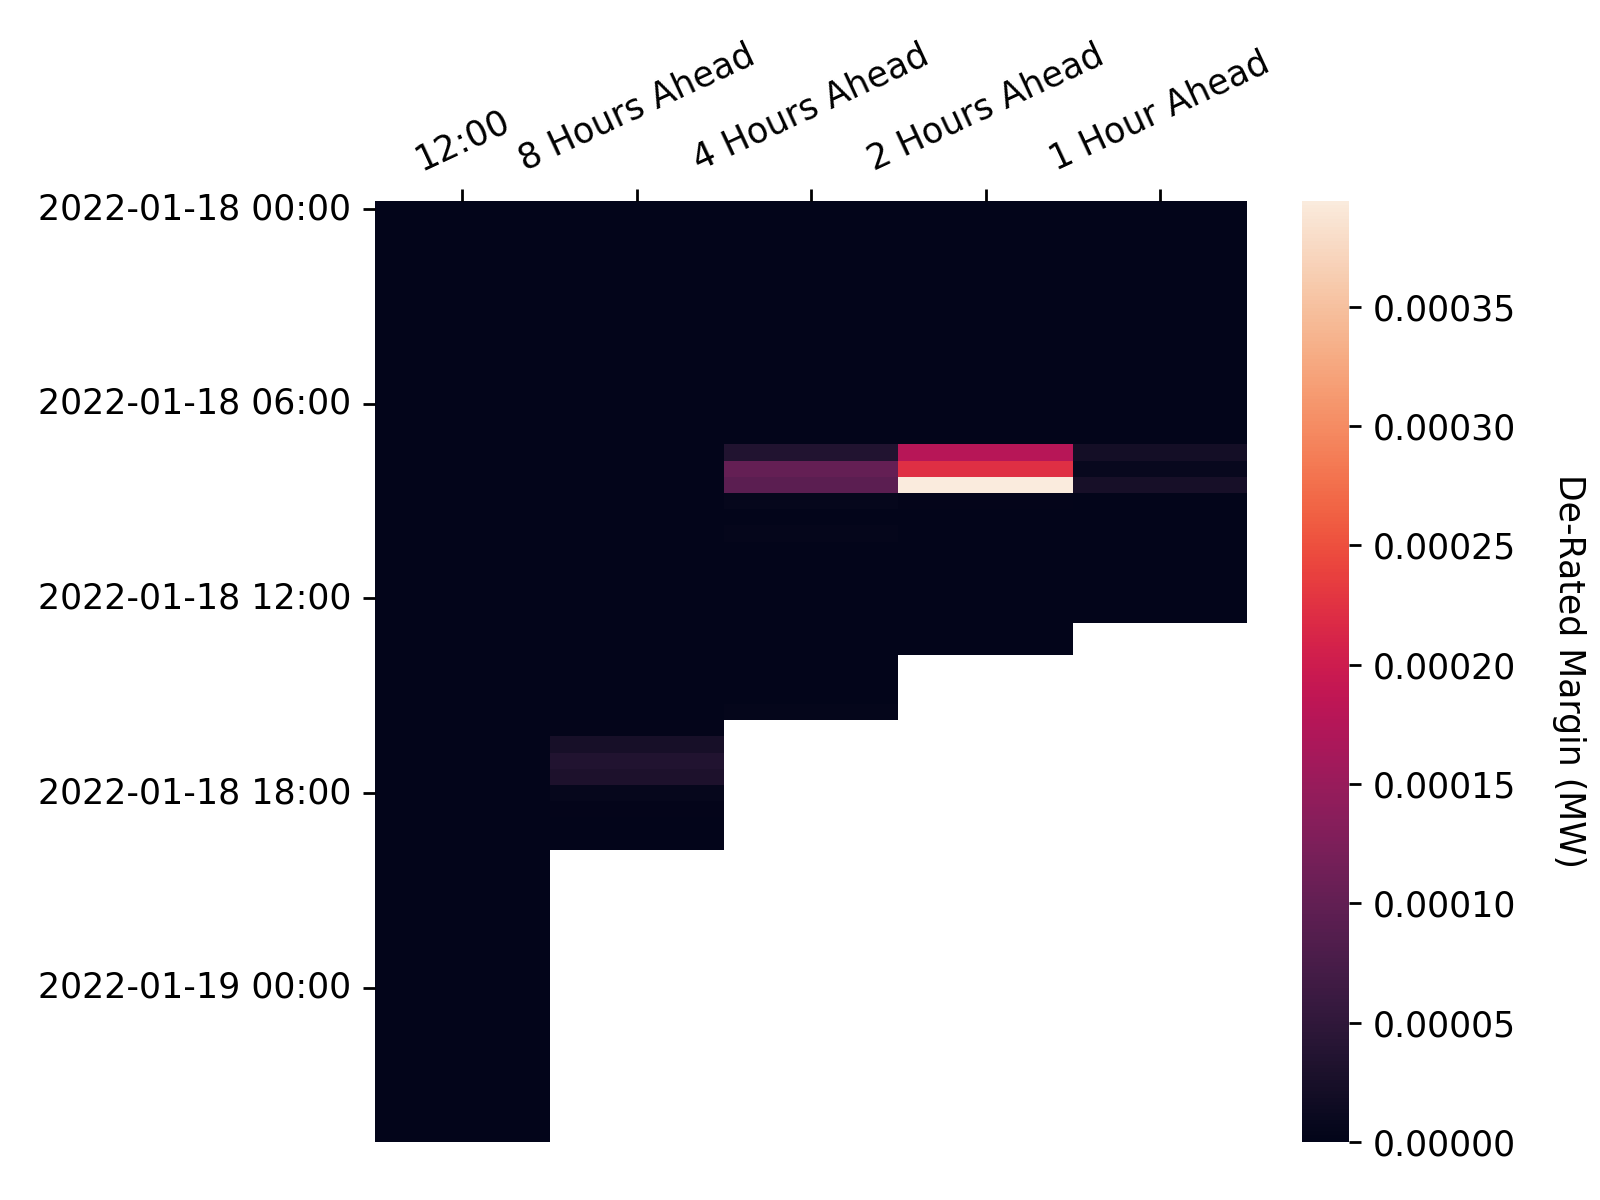 12:00
8 Hours Ahead
4 Hours Ahead
2 Hours Ahead
1 Hour Ahead
2022-01-18 00:00
2022-01-18 06:00
2022-01-18 12:00
2022-01-18 18:00
2022-01-19 00:00
0.00035
0.00030
0.00025
0.00020
0.00015
0.00010
0.00005
0.00000
De-Rated Margin (MW)